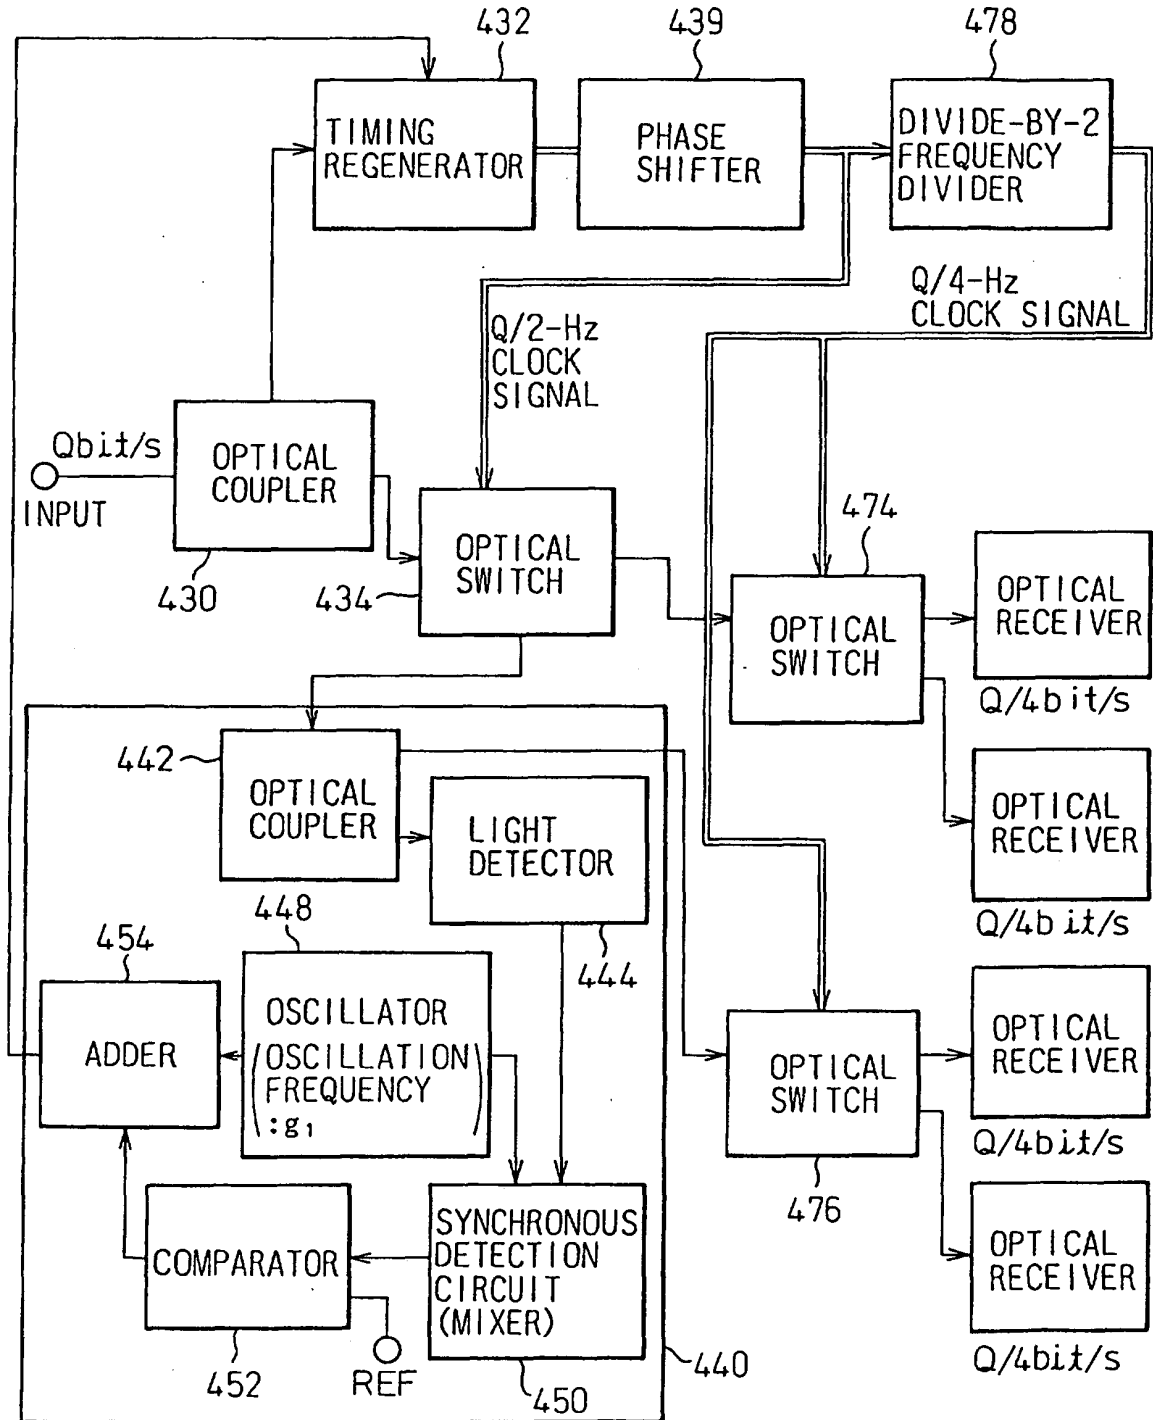 432
439
478
TIMING
REGENERATOR
PHASE
SHIFTER
DIVIDE-BY-2
FREQUENCY
DIVIDER
Q/4-Hz
CLOCK SIGNAL
Q/2-Hz
CLOCK
SIGNAL
Qbit/s
INPUT
OPTICAL
COUPLER
430
OPTICAL
SWITCH
434
474
OPTICAL
SWITCH
OPTICAL
RECEIVER
Q/4bit/s
442
OPTICAL
COUPLER
LIGHT
DETECTOR
444
OPTICAL
RECEIVER
Q/4bit/s
448
454
ADDER
OSCILLATOR
(OSCILLATION
FREQUENCY
:g1)
OPTICAL
SWITCH
476
OPTICAL
RECEIVER
Q/4bit/s
COMPARATOR
452
REF
SYNCHRONOUS
DETECTION
CIRCUIT
(MIXER)
450
440
OPTICAL
RECEIVER
Q/4bit/s